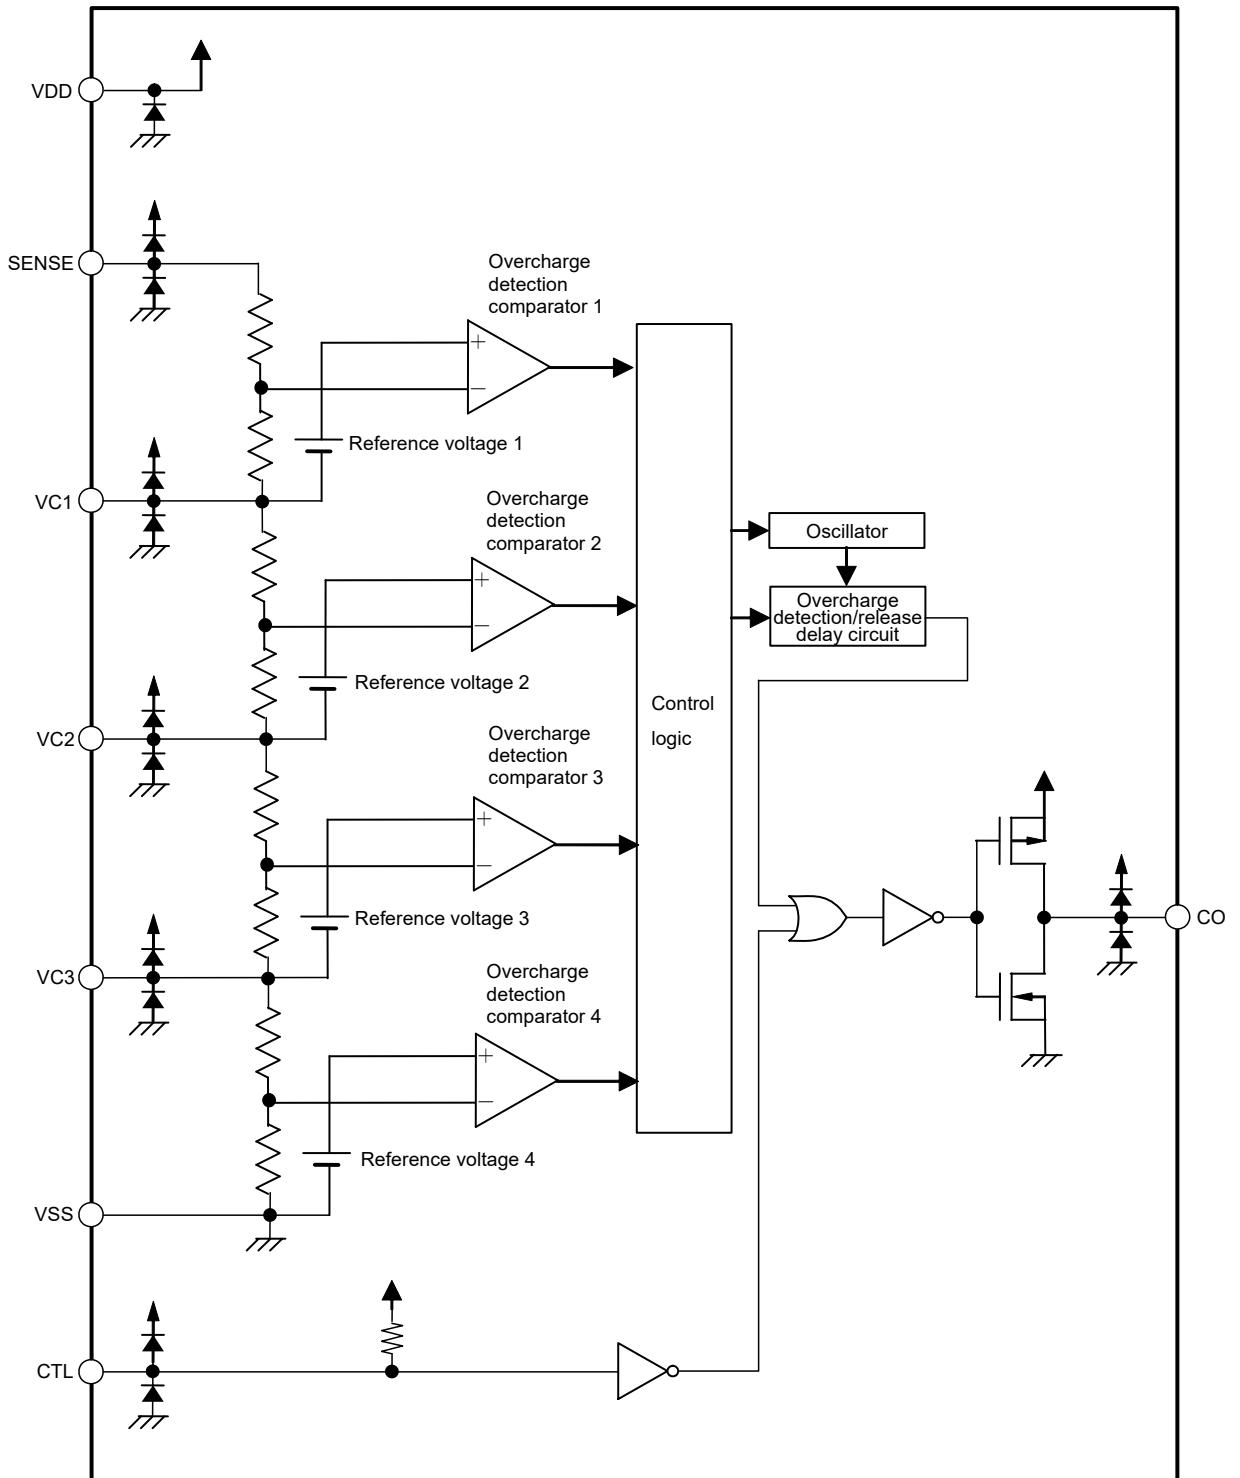 VDD
SENSE
Overcharge
detection
comparator 1
+
−
Reference voltage 1
VC1
Overcharge
detection
comparator 2
+
−
Reference voltage 2
Oscillator
Overcharge
detection/release
delay circuit
Control
logic
VC2
Overcharge
detection
comparator 3
+
−
Reference voltage 3
CO
VC3
Overcharge
detection
comparator 4
+
−
Reference voltage 4
VSS
CTL